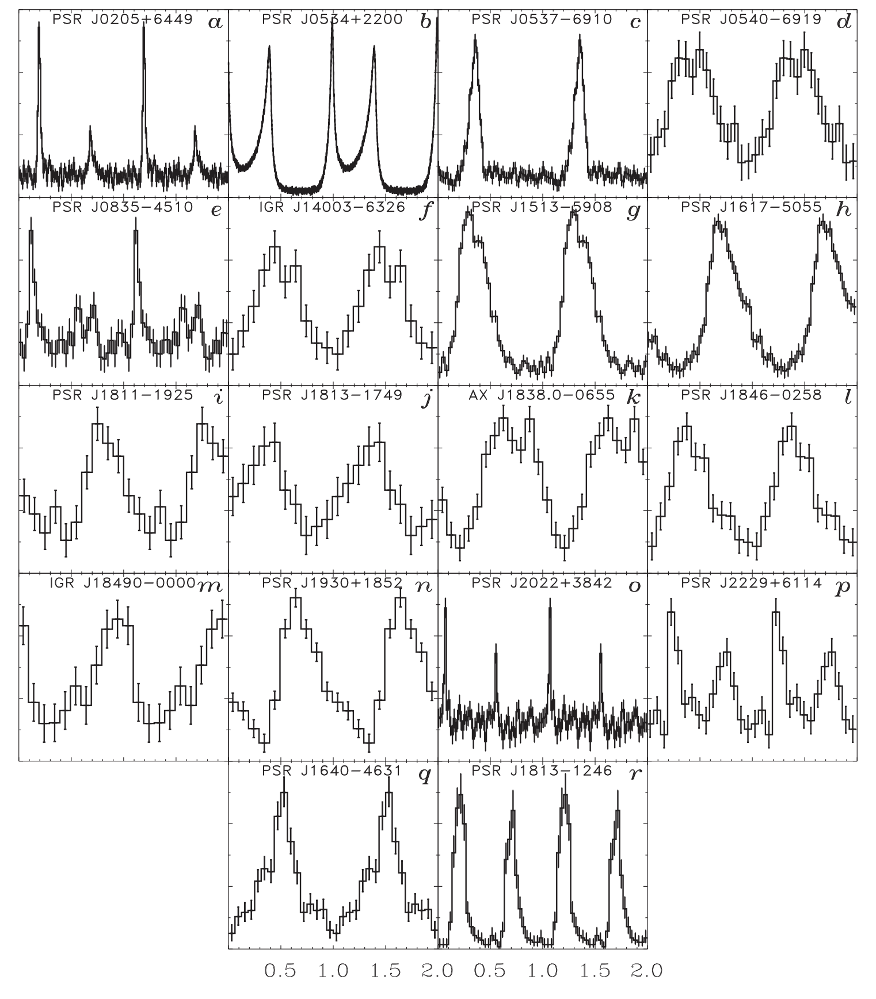 PSR J0205+6449 a
PSR J0534+2200 b
PSR J0537−6910 c
PSR J0540−6919 d
PSR J0835−4510 e
IGR J14003−6326 f
PSR J1513−5908 g
PSR J1617−5055 h
PSR J1811−1925 i
PSR J1813−1749 j
AX J1838.0−0655 k
PSR J1846−0258 l
IGR J18490−0000 m
PSR J1930+1852 n
PSR J2022+3842 o
PSR J2229+6114 p
PSR J1640−4631 q
PSR J1813−1246 r
0.5 1.0 1.5 2.0 0.5 1.0 1.5 2.0